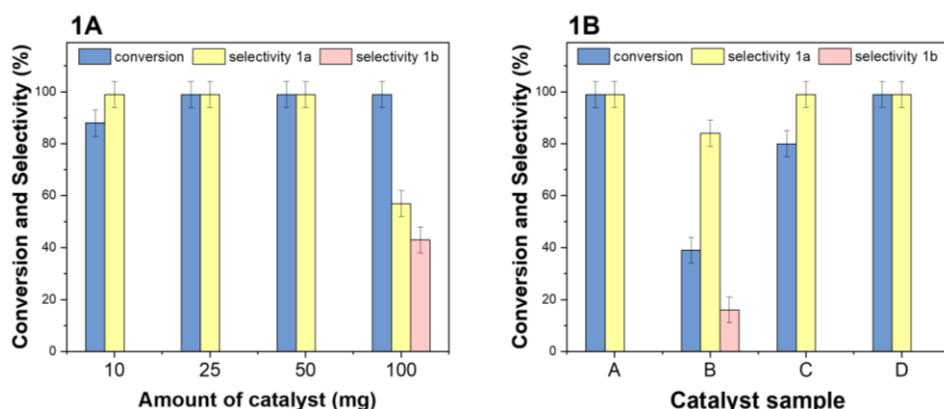 1A
conversion selectivity 1a selectivity 1b
Conversion and Selectivity (%)
100
80
60
40
20
0
10 25 50 100
Amount of catalyst (mg)
1B
conversion selectivity 1a selectivity 1b
Conversion and Selectivity (%)
100
80
60
40
20
0
A B C D
Catalyst sample